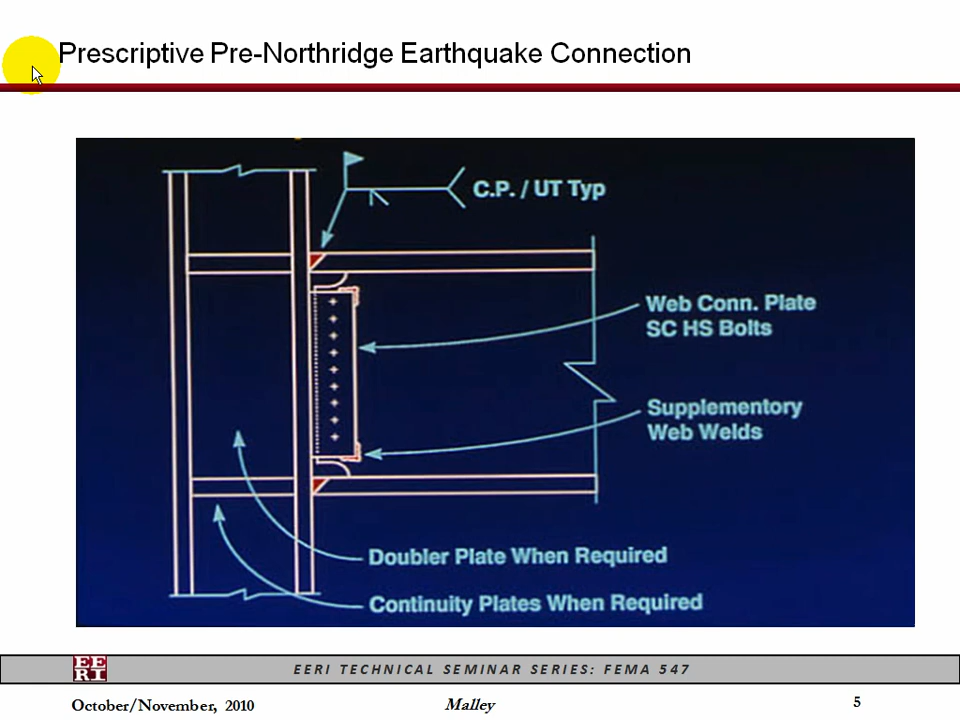 Prescriptive Pre-Northridge Earthquake Connection
C.P. / UT Typ
Web Conn. Plate
SC HS Bolts
Supplementory
Web Welds
Doubler Plate When Required
Continuity Plates When Required
EERI
EERI TECHNICAL SEMINAR SERIES: FEMA 547
October/November, 2010
Malley
5